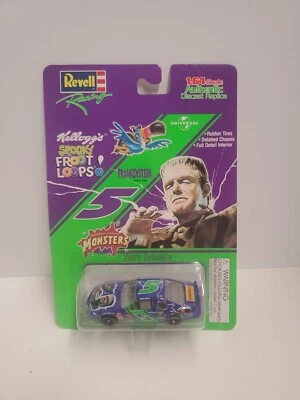 Revell
Racing
1:64 Scale
Authentic
Diecast Replica
Kellogg's
SPOOKY
FROOT
LOOPS
UNIVERSAL
• Rubber Tires
• Detailed Chassis
• Full Detail Interior
FRANKENSTEIN
5
MONSTERS
Terry Labonte
WARNING
5